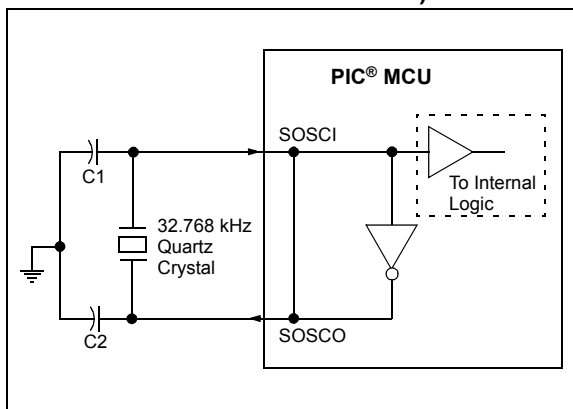 PIC® MCU
SOSCI
C1
To Internal
Logic
32.768 kHz
Quartz
Crystal
SOSCO
C2